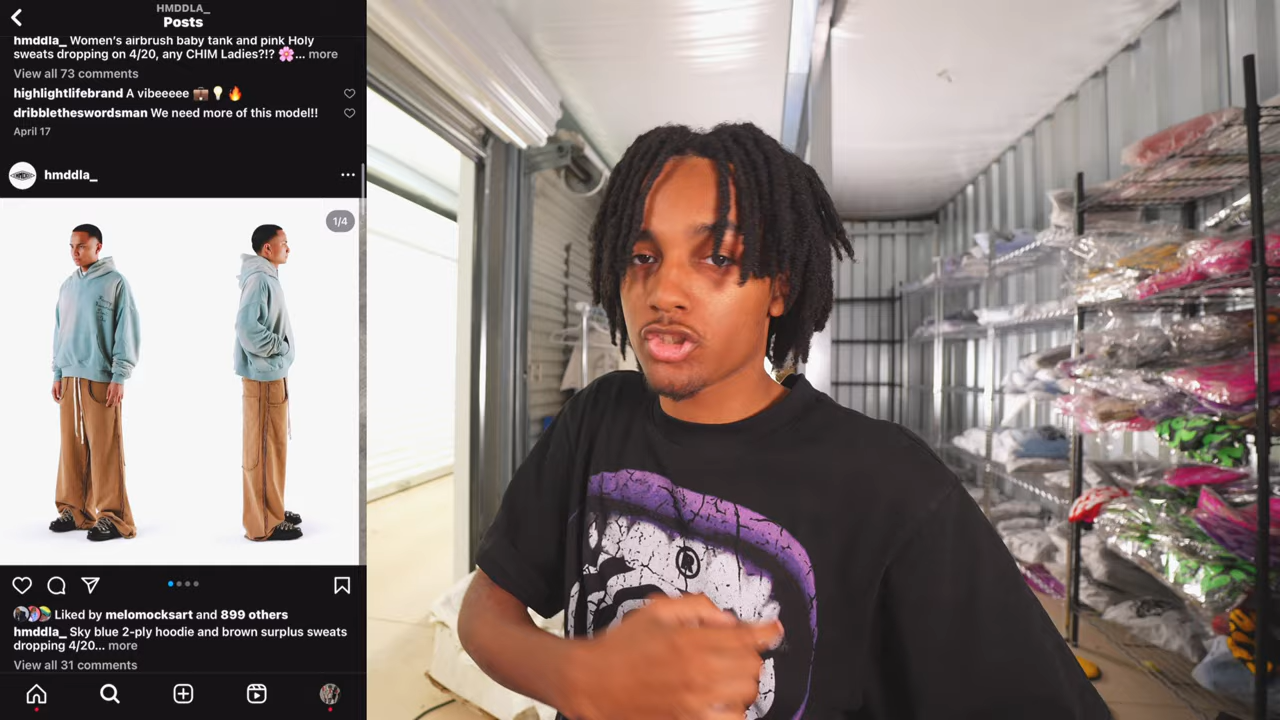 HMDDLA_
Posts
hmddla_ Women's airbrush baby tank and pink Holy
sweats dropping on 4/20, any CHIM Ladies?!? 🌸... more
View all 73 comments
highlightlifebrand A vibeeeee 💼💡🔥
dribbletheswordsman We need more of this model!!
April 17
hmddla_
1/4
Liked by melomocksart and 899 others
hmddla_ Sky blue 2-ply hoodie and brown surplus sweats
dropping 4/20... more
View all 31 comments
R